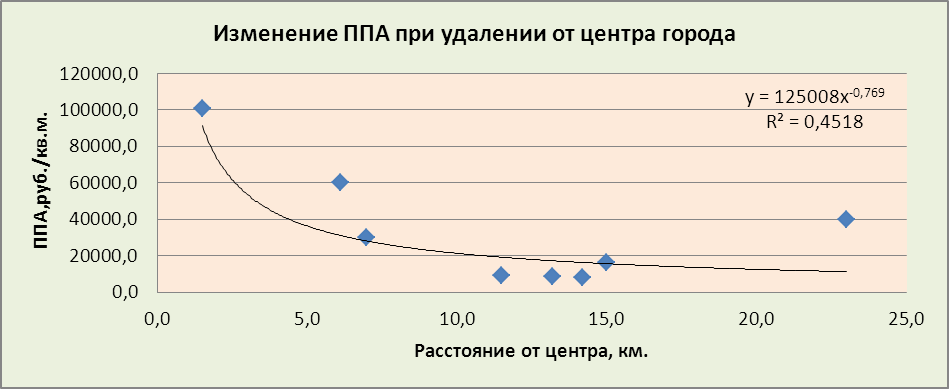 Изменение ППА при удалении от центра города
ППА,руб./кв.м.
120000,0
100000,0
80000,0
60000,0
40000,0
20000,0
0,0
y = 125008x-0,769
R² = 0,4518
0,0 5,0 10,0 15,0 20,0 25,0
Расстояние от центра, км.